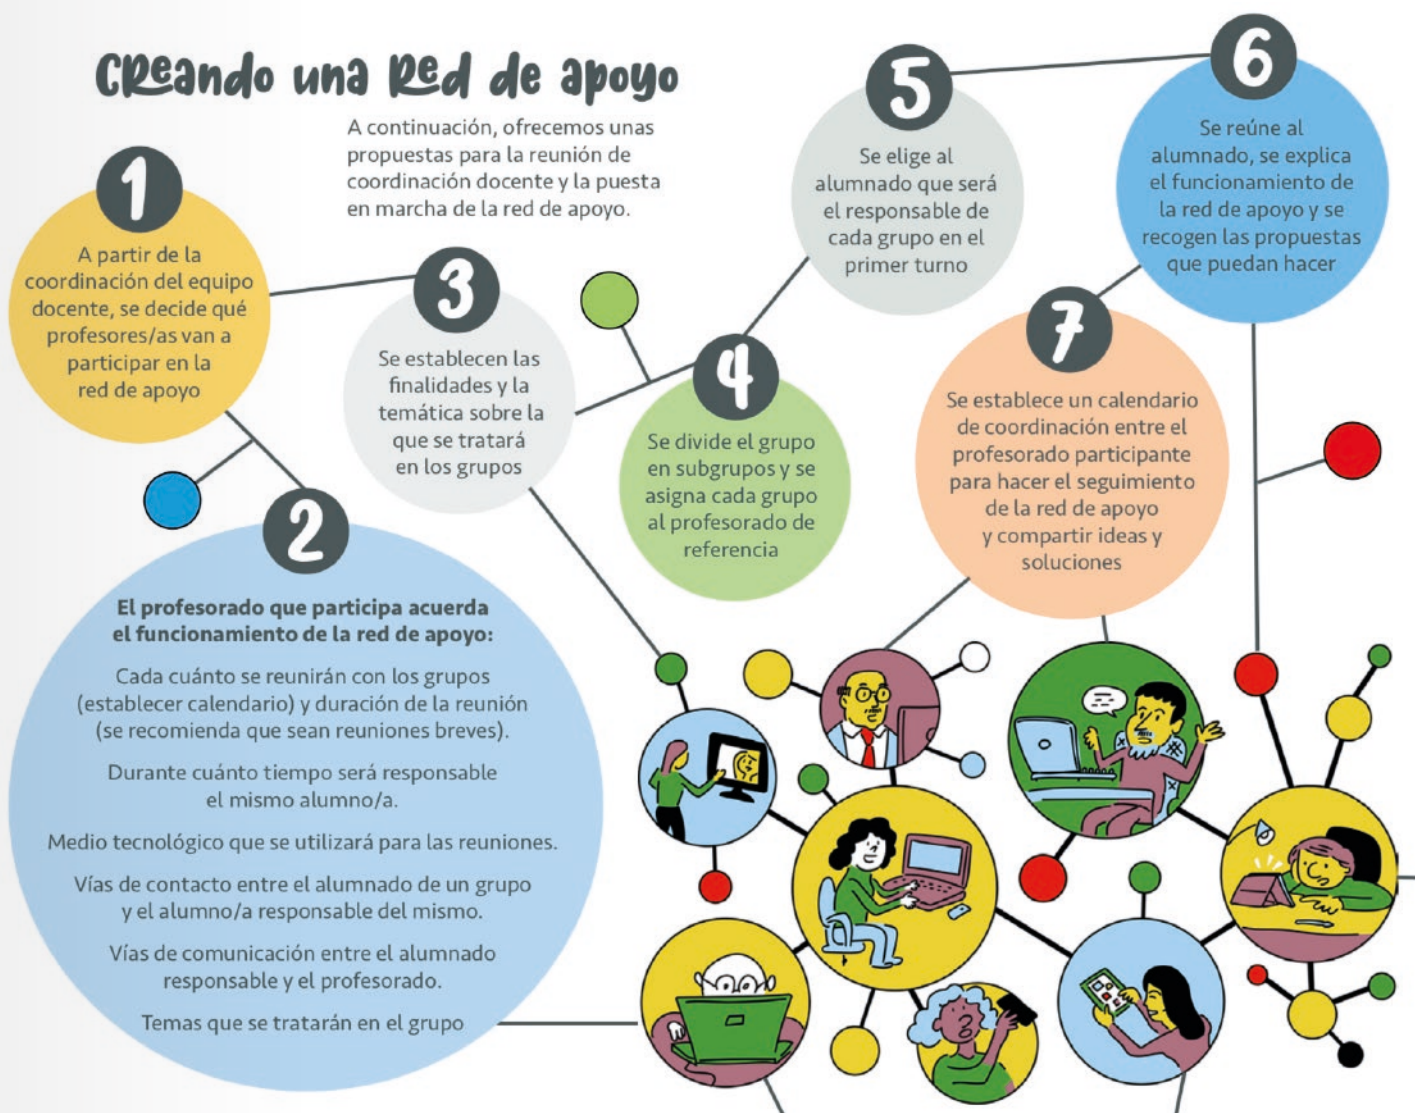 Creando una Red de apoyo
A continuación, ofrecemos unas
propuestas para la reunión de
coordinación docente y la puesta
en marcha de la red de apoyo.
1
A partir de la
coordinación del equipo
docente, se decide qué
profesores/as van a
participar en la
red de apoyo
2
El profesorado que participa acuerda
el funcionamiento de la red de apoyo:
Cada cuánto se reunirán con los grupos
(establecer calendario) y duración de la reunión
(se recomienda que sean reuniones breves).
Durante cuánto tiempo será responsable
el mismo alumno/a.
Medio tecnológico que se utilizará para las reuniones.
Vías de contacto entre el alumnado de un grupo
y el alumno/a responsable del mismo.
Vías de comunicación entre el alumnado
responsable y el profesorado.
Temas que se tratarán en el grupo
3
Se establecen las
finalidades y la
temática sobre la
que se tratará
en los grupos
4
Se divide el grupo
en subgrupos y se
asigna cada grupo
al profesorado de
referencia
5
Se elige al
alumnado que será
el responsable de
cada grupo en el
primer turno
6
Se reúne al
alumnado, se explica
el funcionamiento de
la red de apoyo y se
recogen las propuestas
que puedan hacer
7
Se establece un calendario
de coordinación entre el
profesorado participante
para hacer el seguimiento
de la red de apoyo
y compartir ideas y
soluciones